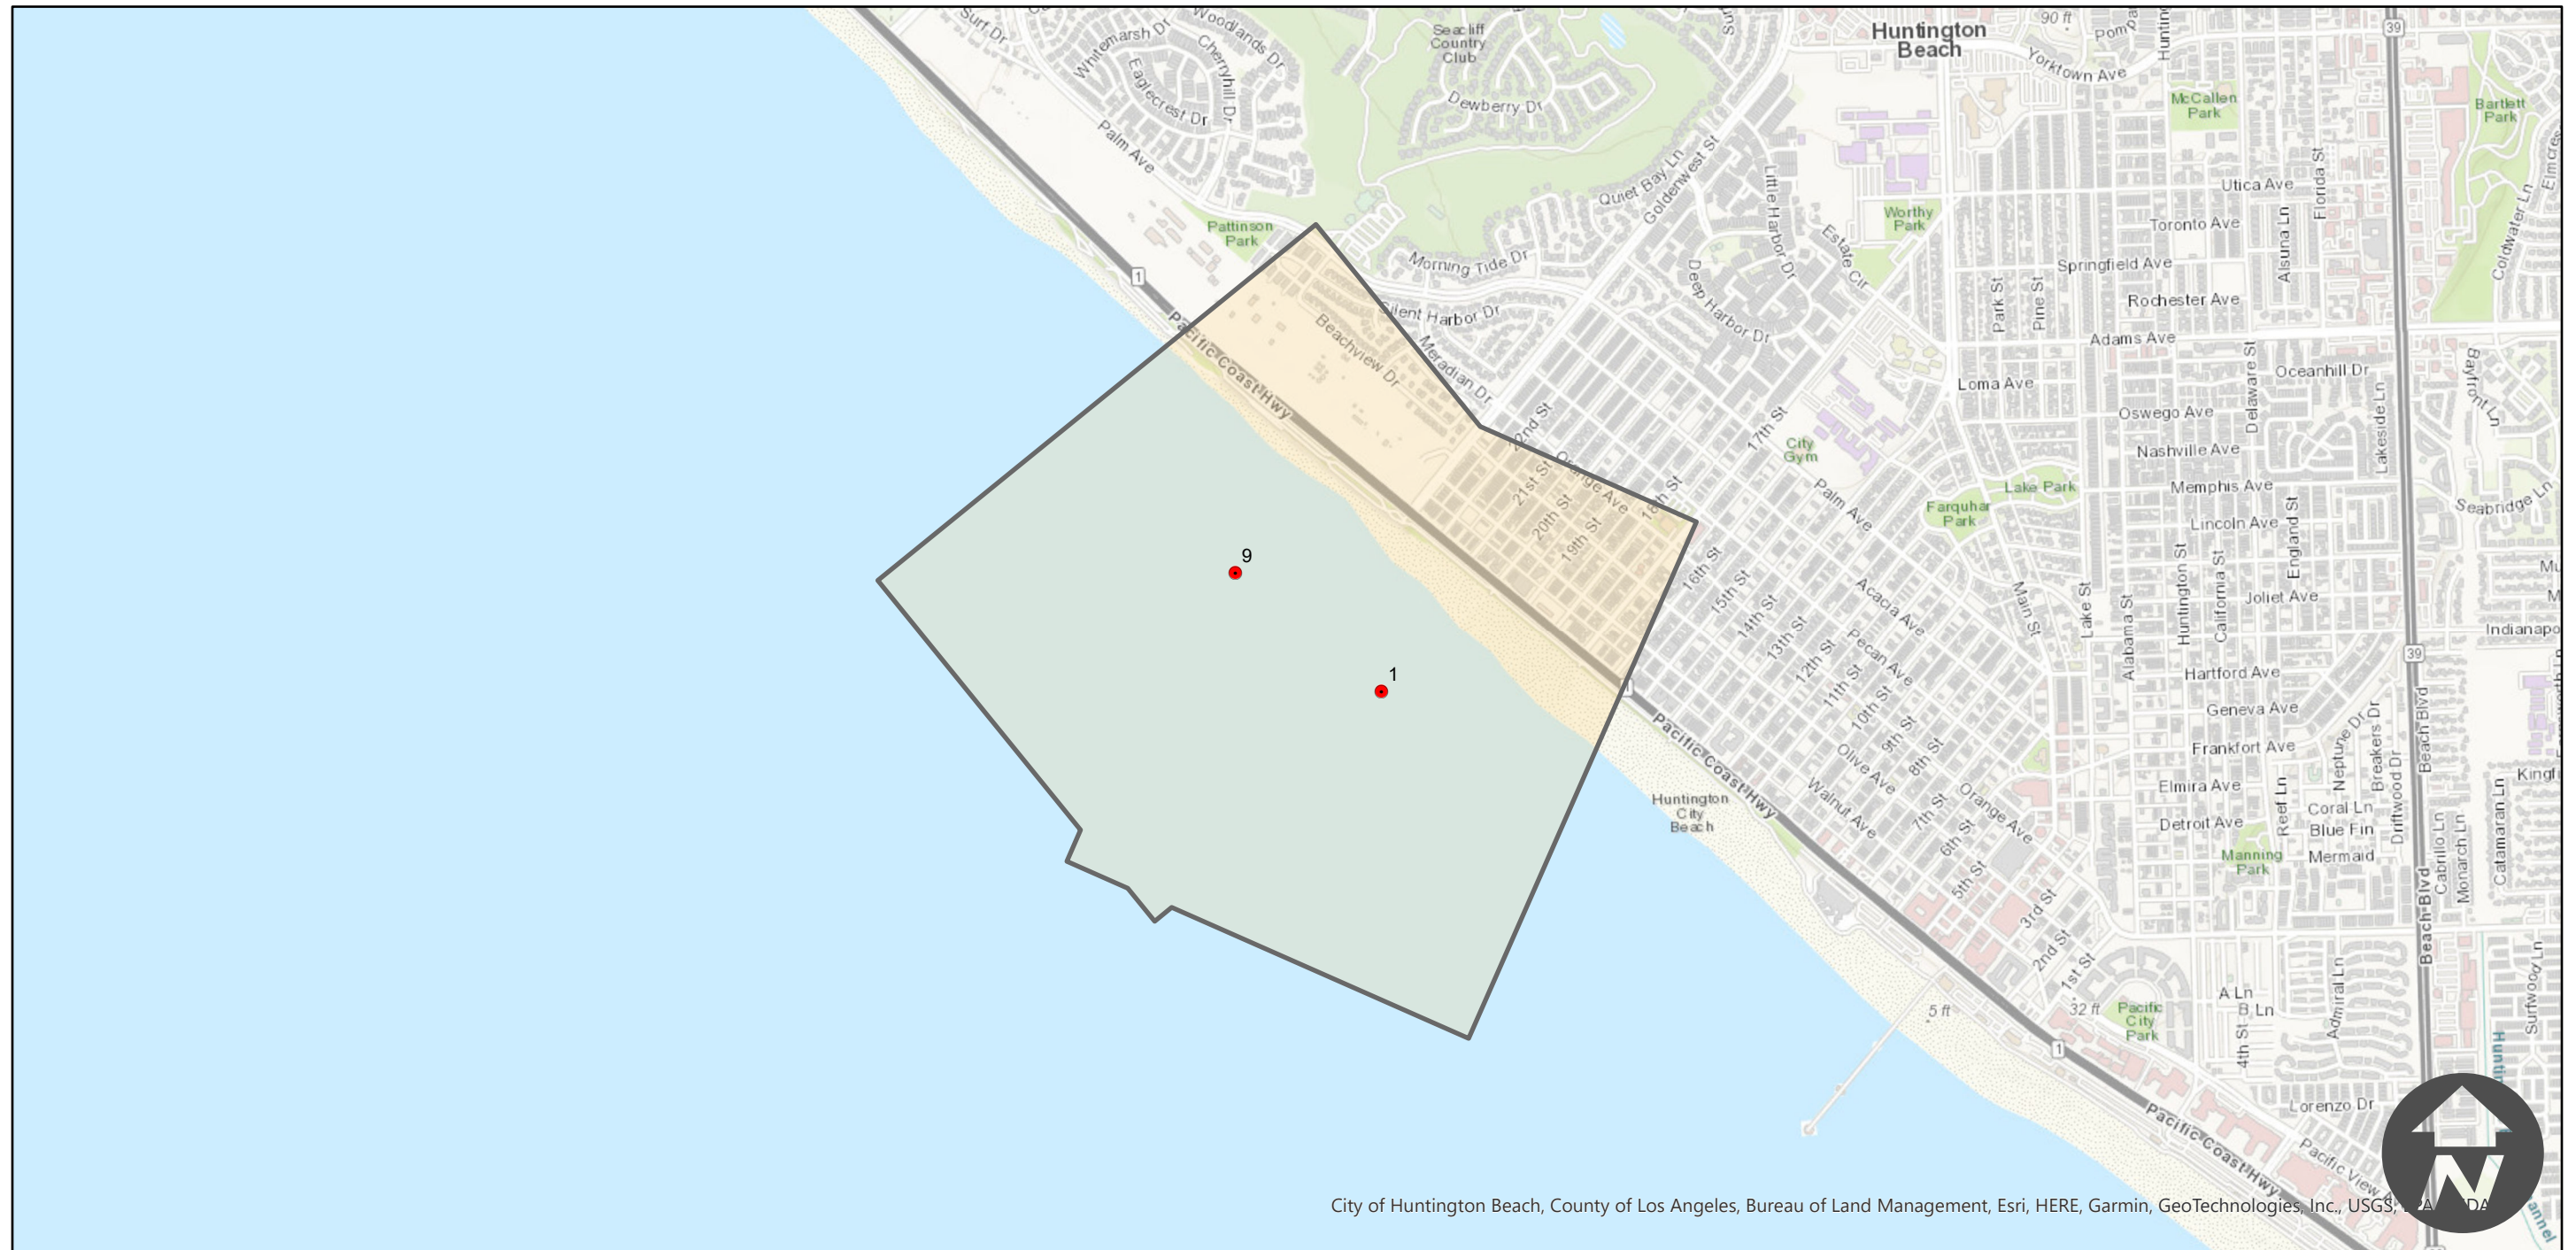 Surf Dr
Whitemarsh Dr
Woodlands Dr
Cherryhill Dr
Eaglecrest Dr
Palm Ave
Seacliff
Country
Club
Dewberry Dr
Huntington
Beach
90 ft
Yorktown Ave
39
McCallen
Park
Bartlett
Park
Quiet Bay Ln
Goldenwest St
Little Harbor Dr
Worthy
Park
Utica Ave
Florida St
Toronto Ave
Alsuna Ln
Coldwater Ln
Pattinson
Park
Morning Tide Dr
Estate Cir
Deep Harbor Dr
Springfield Ave
Park St
Pine St
Rochester Ave
1
Silent Harbor Dr
Adams Ave
Pacific Coast Hwy
Beachview Dr
Meradian Dr
Loma Ave
Delaware St
Oceanhill Dr
Bayfront Ln
Oswego Ave
Lakeside Ln
22nd St
17th St
City
Gym
Nashville Ave
Orange Ave
21st St
20th St
19th St
18th St
Palm Ave
Lake Park
Memphis Ave
Farquhar
Park
Lincoln Ave
England St
Seabridge Ln
9
16th St
15th St
14th St
13th St
12th St
11th St
10th St
9th St
8th St
7th St
6th St
5th St
3rd St
2nd St
1st St
Acacia Ave
Main St
Lake St
Alabama St
Huntington St
California St
Joliet Ave
Pecan Ave
39
Hartford Ave
1
1
Geneva Ave
Beach Blvd
Pacific Coast Hwy
Frankfort Ave
Neptune Dr
Breakers Dr
Driftwood Dr
Olive Ave
Walnut Ave
Orange Ave
Elmira Ave
Reef Ln
Coral Ln
Blue Fin
Detroit Ave
Mermaid
Cabrillo Ln
Monarch Ln
Catamaran Ln
Huntington
City
Beach
Manning
Park
Beach Blvd
Surfwood Ln
Admiral Ln
A Ln
B Ln
5 ft
32 ft
Pacific
City
Park
4th St
1
Lorenzo Dr
Pacific Coast Hwy
Pacific View
N
City of Huntington Beach, County of Los Angeles, Bureau of Land Management, Esri, HERE, Garmin, GeoTechnologies, Inc., USGS,